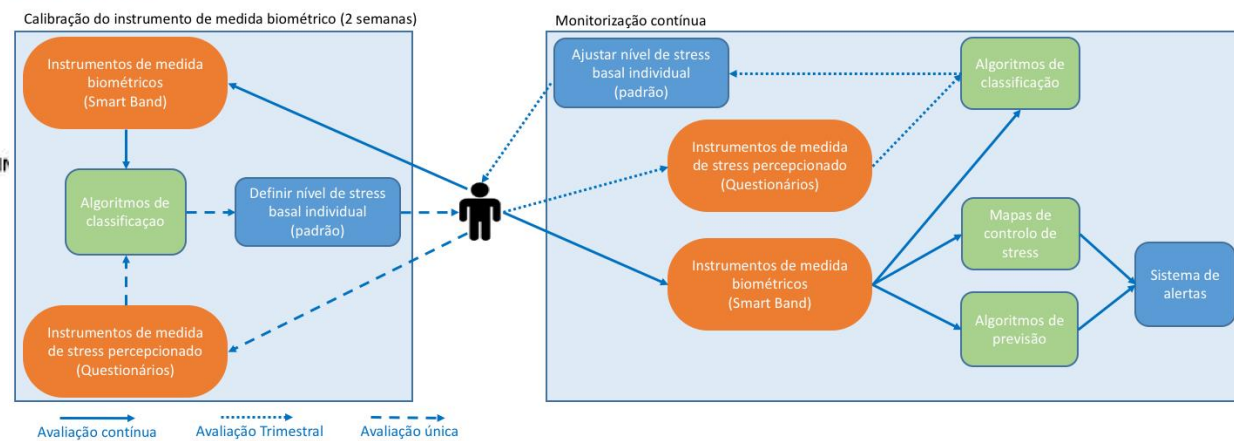 Calibração do instrumento de medida biométrico (2 semanas)
Instrumentos de medida
biométricos
(Smart Band)
Algoritmos de
classificaçao
Definir nível de stress
basal individual
(padrão)
Instrumentos de medida
de stress percepcionado
(Questionários)
Monitorização contínua
Ajustar nível de stress
basal individual
(padrão)
Algoritmos de
classificação
Instrumentos de medida
de stress percepcionado
(Questionários)
Instrumentos de medida
biométricos
(Smart Band)
Mapas de
controlo de
stress
Algoritmos de
previsão
Sistema de
alertas
Avaliação contínua
Avaliação Trimestral
Avaliação única